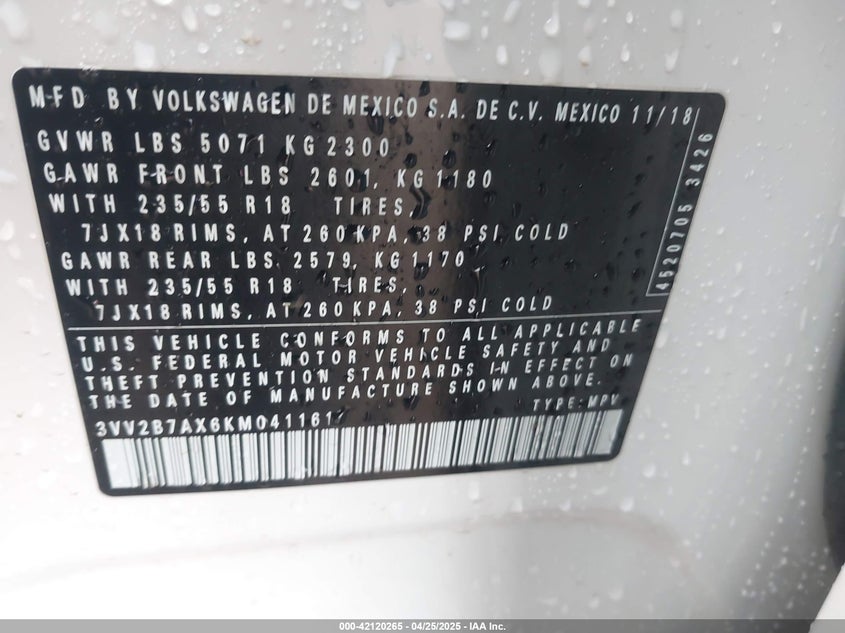 MFD BY VOLKSWAGEN DE MEXICO S.A. DE C.V. MEXICO 11/18
GVWR LBS 5071 KG 2300
GAWR FRONT LBS 2601, KG 1180
WITH 235/55 R18 TIRES,
7JX18 RIMS, AT 260 KPA, 38 PSI COLD
GAWR REAR LBS 2579 KG 1170
WITH 235/55 R18 TIRES,
7JX18 RIMS, AT 260 KPA, 38 PSI COLD
4520705 3426
THIS VEHICLE CONFORMS TO ALL APPLICABLE
U.S. FEDERAL MOTOR VEHICLE SAFETY AND
THEFT PREVENTION STANDARDS IN EFFECT ON
THE DATE OF MANUFACTURE SHOWN ABOVE.
TYPE: MPV
3VV2B7AX6KM041161
000-42120265 - 04/25/2025 - IAA Inc.